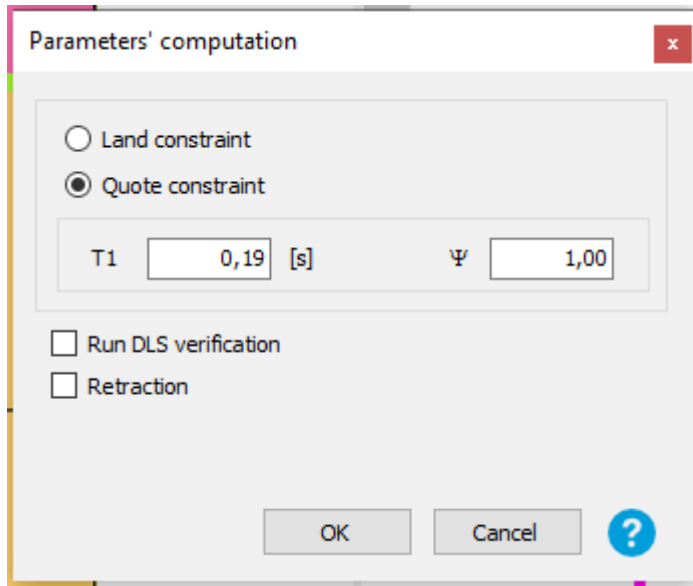 Parameters' computation
x
Land constraint
Quote constraint
T1 0,19 [s] Ψ 1,00
Run DLS verification
Retraction
OK Cancel ?